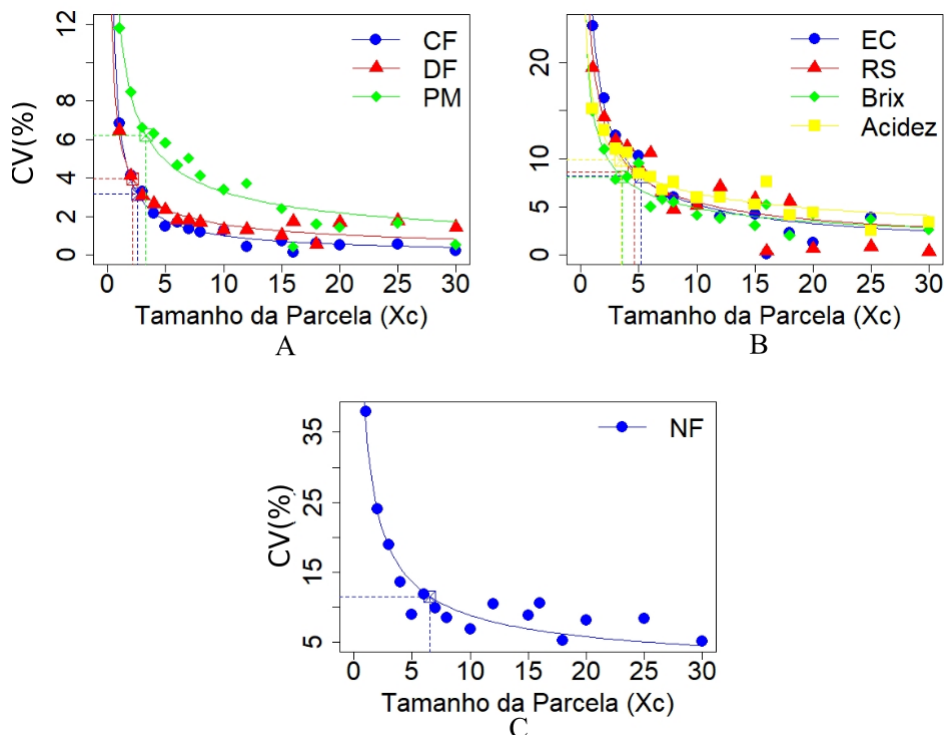 CV(%)
12
10
8
6
4
2
0
CF
DF
PM
0 5 10 15 20 25 30
Tamanho da Parcela (Xc)
A
20
10
5
0
EC
RS
Brix
Acidez
0 5 10 15 20 25 30
Tamanho da Parcela (Xc)
B
CV(%)
35
25
15
5
NF
0 5 10 15 20 25 30
Tamanho da Parcela (Xc)
C